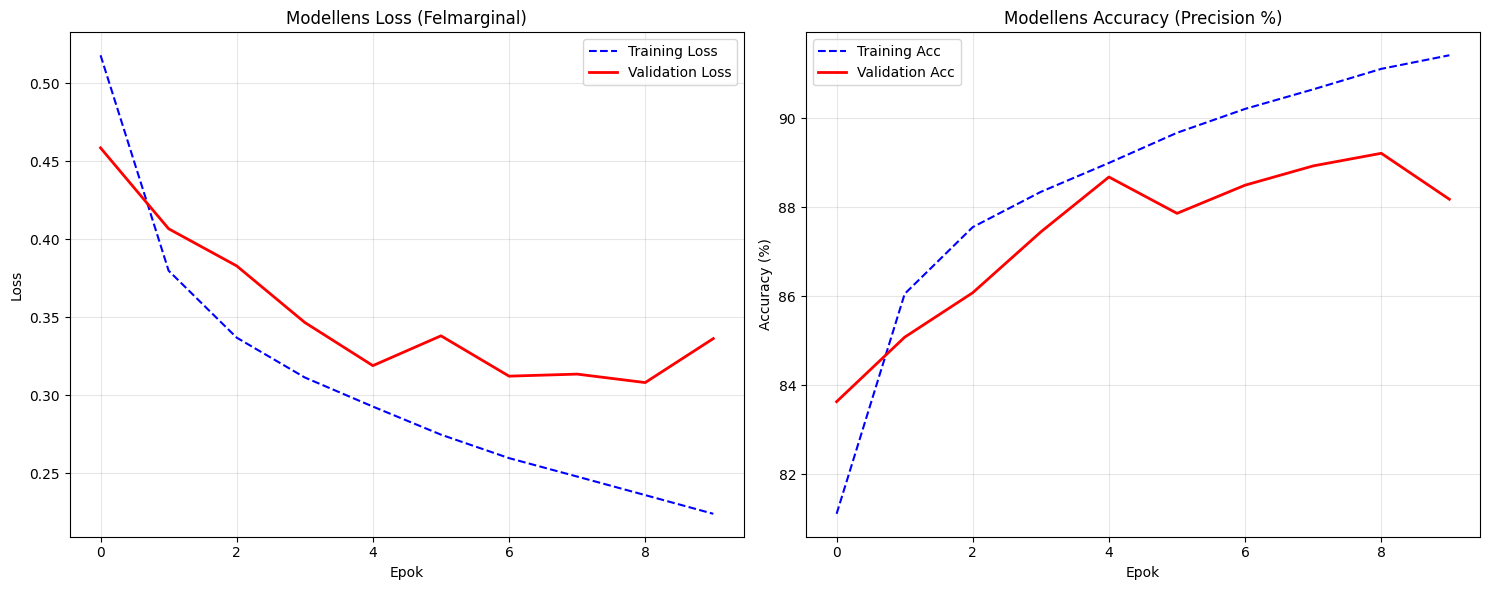 Modellens Loss (Felmarginal)
Training Loss
Validation Loss
Loss
0.50
0.45
0.40
0.35
0.30
0.25
0 2 4 6 8
Epok
Modellens Accuracy (Precision %)
Training Acc
Validation Acc
Accuracy (%)
90
88
86
84
82
0 2 4 6 8
Epok